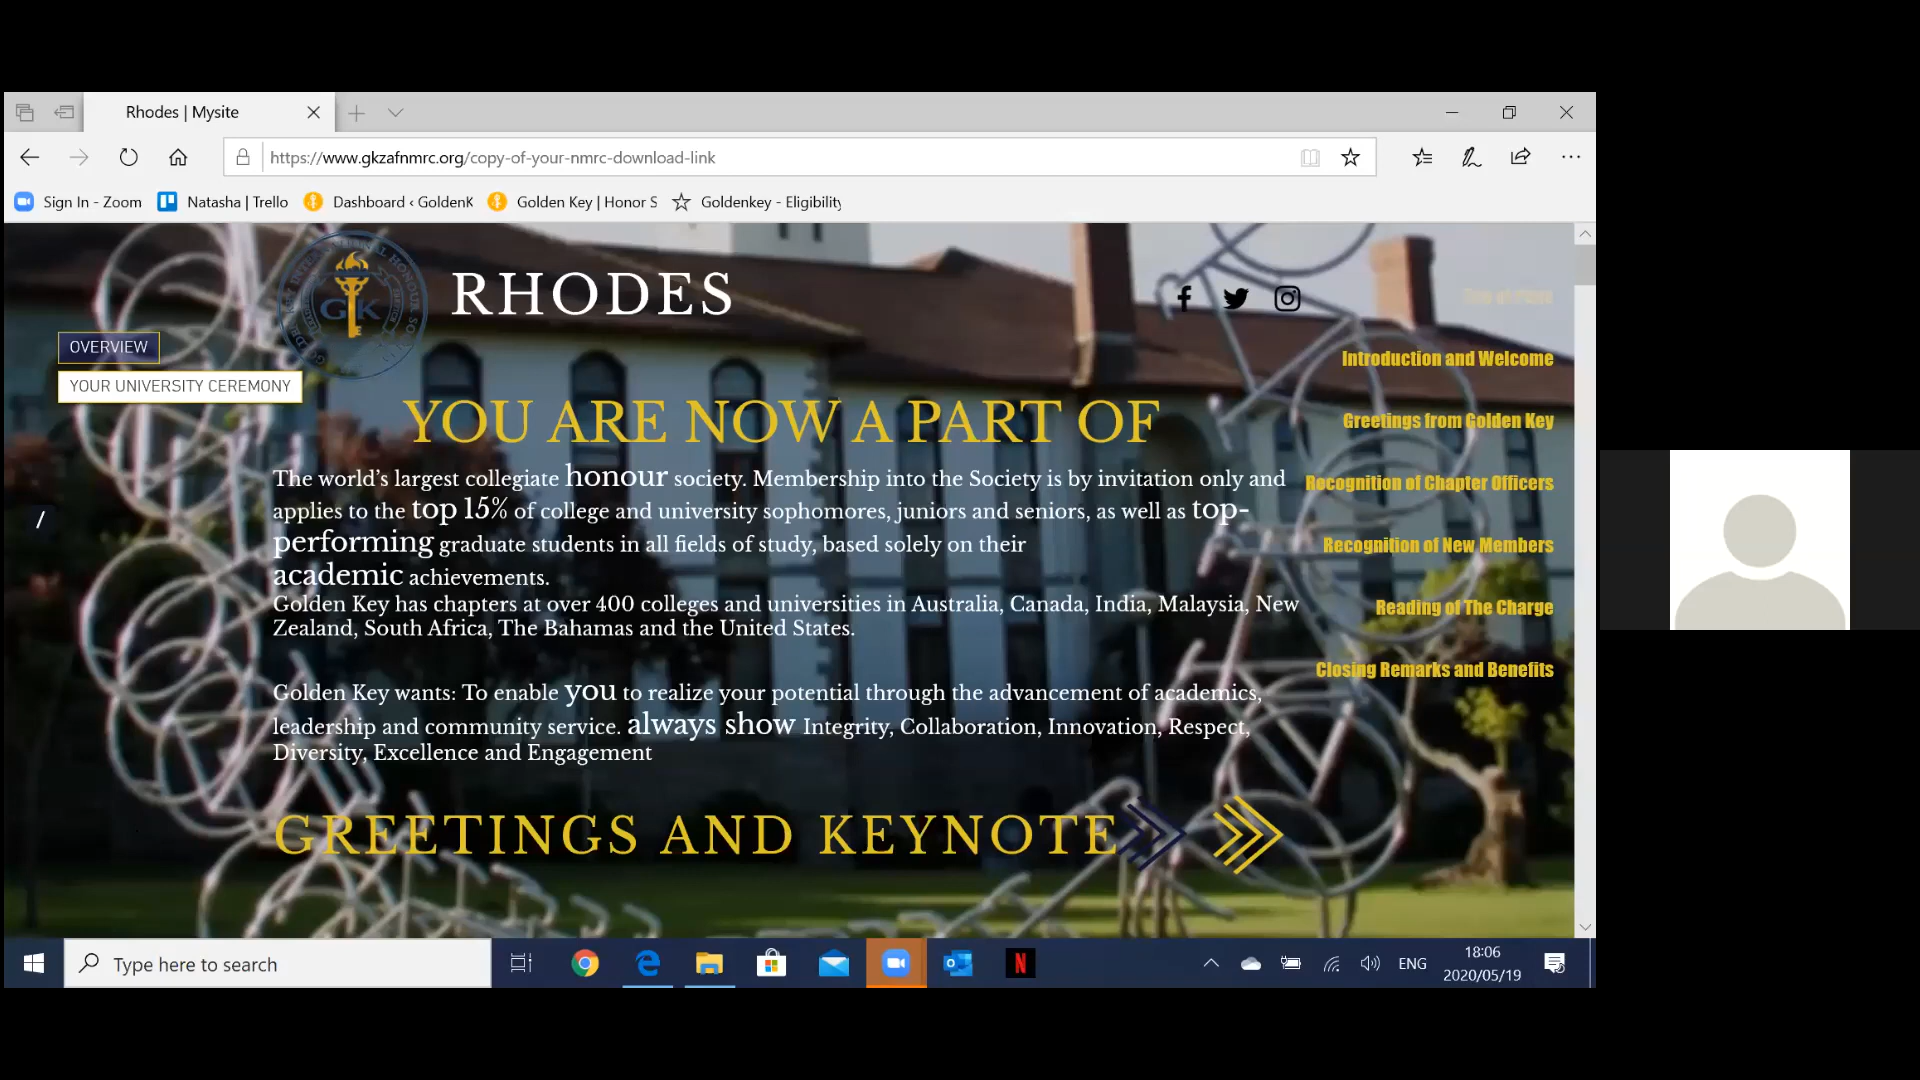 Rhodes | Mysite
https://www.gkzafnmrc.org/copy-of-your-nmrc-download-link
Sign In - Zoom
Natasha | Trello
Dashboard ‹ GoldenK
Golden Key | Honor S
Goldenkey - Eligibility
RHODES
OVERVIEW
YOUR UNIVERSITY CEREMONY
GK
Introduction and Welcome
Greetings from Golden Key
Recognition of Chapter Officers
Recognition of New Members
Reading of The Charge
Closing Remarks and Benefits
YOU ARE NOW A PART OF
The world's largest collegiate honour society. Membership into the Society is by invitation only and
applies to the top 15% of college and university sophomores, juniors and seniors, as well as top-
performing graduate students in all fields of study, based solely on their
academic achievements.
Golden Key has chapters at over 400 colleges and universities in Australia, Canada, India, Malaysia, New
Zealand, South Africa, The Bahamas and the United States.
Golden Key wants: To enable you to realize your potential through the advancement of academics,
leadership and community service. always show Integrity, Collaboration, Innovation, Respect,
Diversity, Excellence and Engagement
/
GREETINGS AND KEYNOTE
Type here to search
ENG
18:06
2020/05/19